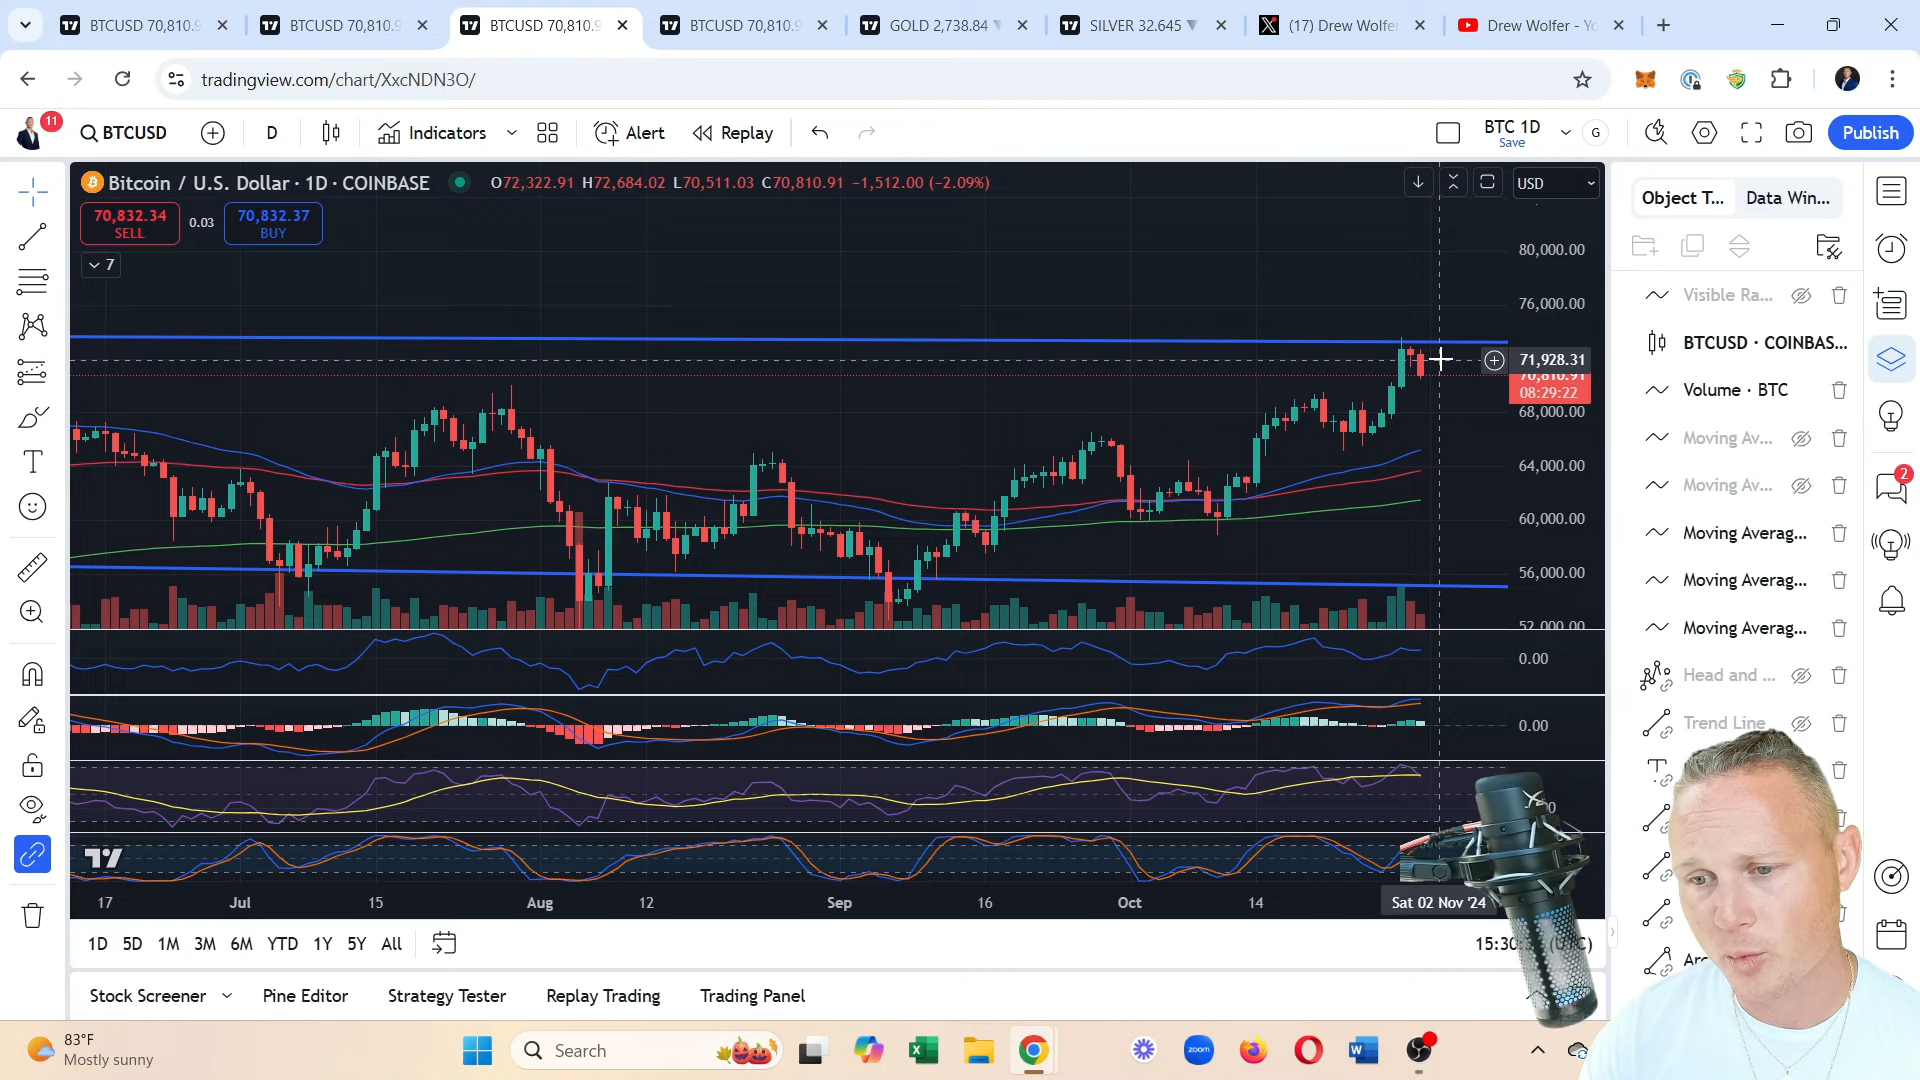 BTCUSD 70,810.9
BTCUSD 70,810.9
BTCUSD 70,810.9
BTCUSD 70,810.9
GOLD 2,738.84
SILVER 32.645
(17) Drew Wolfer
Drew Wolfer - Yo
tradingview.com/chart/XxcNDN3O/
11
BTCUSD
D
Indicators
Alert
Replay
BTC 1D
Save
G
Publish
Bitcoin / U.S. Dollar · 1D · COINBASE
O72,322.91 H72,684.02 L70,511.03 C70,810.91 −1,512.00 (−2.09%)
USD
70,832.34
SELL
0.03
70,832.37
BUY
7
80,000.00
76,000.00
71,928.31
70,810.91
08:29:22
68,000.00
64,000.00
60,000.00
56,000.00
52,000.00
0.00
0.00
17
Jul
15
Aug
12
Sep
16
Oct
14
Sat 02 Nov '24
1D 5D 1M 3M 6M YTD 1Y 5Y All
15:30 (UTC)
Stock Screener
Pine Editor
Strategy Tester
Replay Trading
Trading Panel
Object T...
Data Win...
Visible Ra...
BTCUSD · COINBAS...
Volume · BTC
Moving Av...
Moving Av...
Moving Averag...
Moving Averag...
Moving Averag...
Head and ...
Trend Line
2
83°F
Mostly sunny
Search
zoom